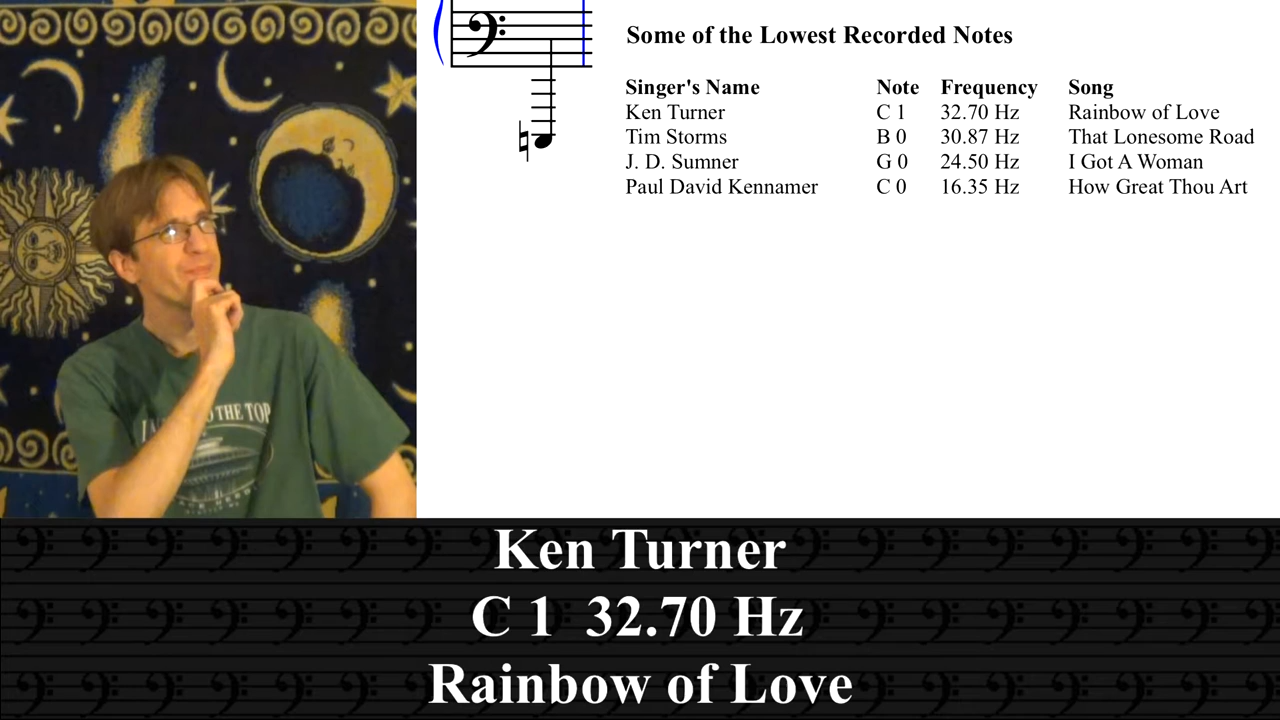 Some of the Lowest Recorded Notes
Singer's Name Note Frequency Song
Ken Turner C 1 32.70 Hz Rainbow of Love
Tim Storms B 0 30.87 Hz That Lonesome Road
J. D. Sumner G 0 24.50 Hz I Got A Woman
Paul David Kennamer C 0 16.35 Hz How Great Thou Art
THE TOP
Ken Turner
C 1 32.70 Hz
Rainbow of Love